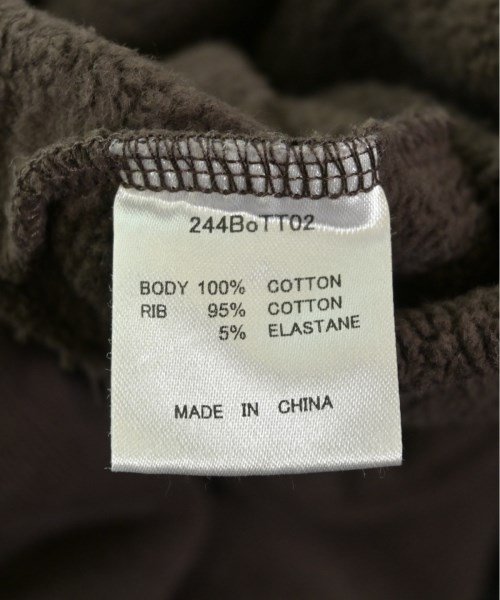 244BoTT02
BODY 100% COTTON
RIB 95% COTTON
5% ELASTANE
MADE IN CHINA